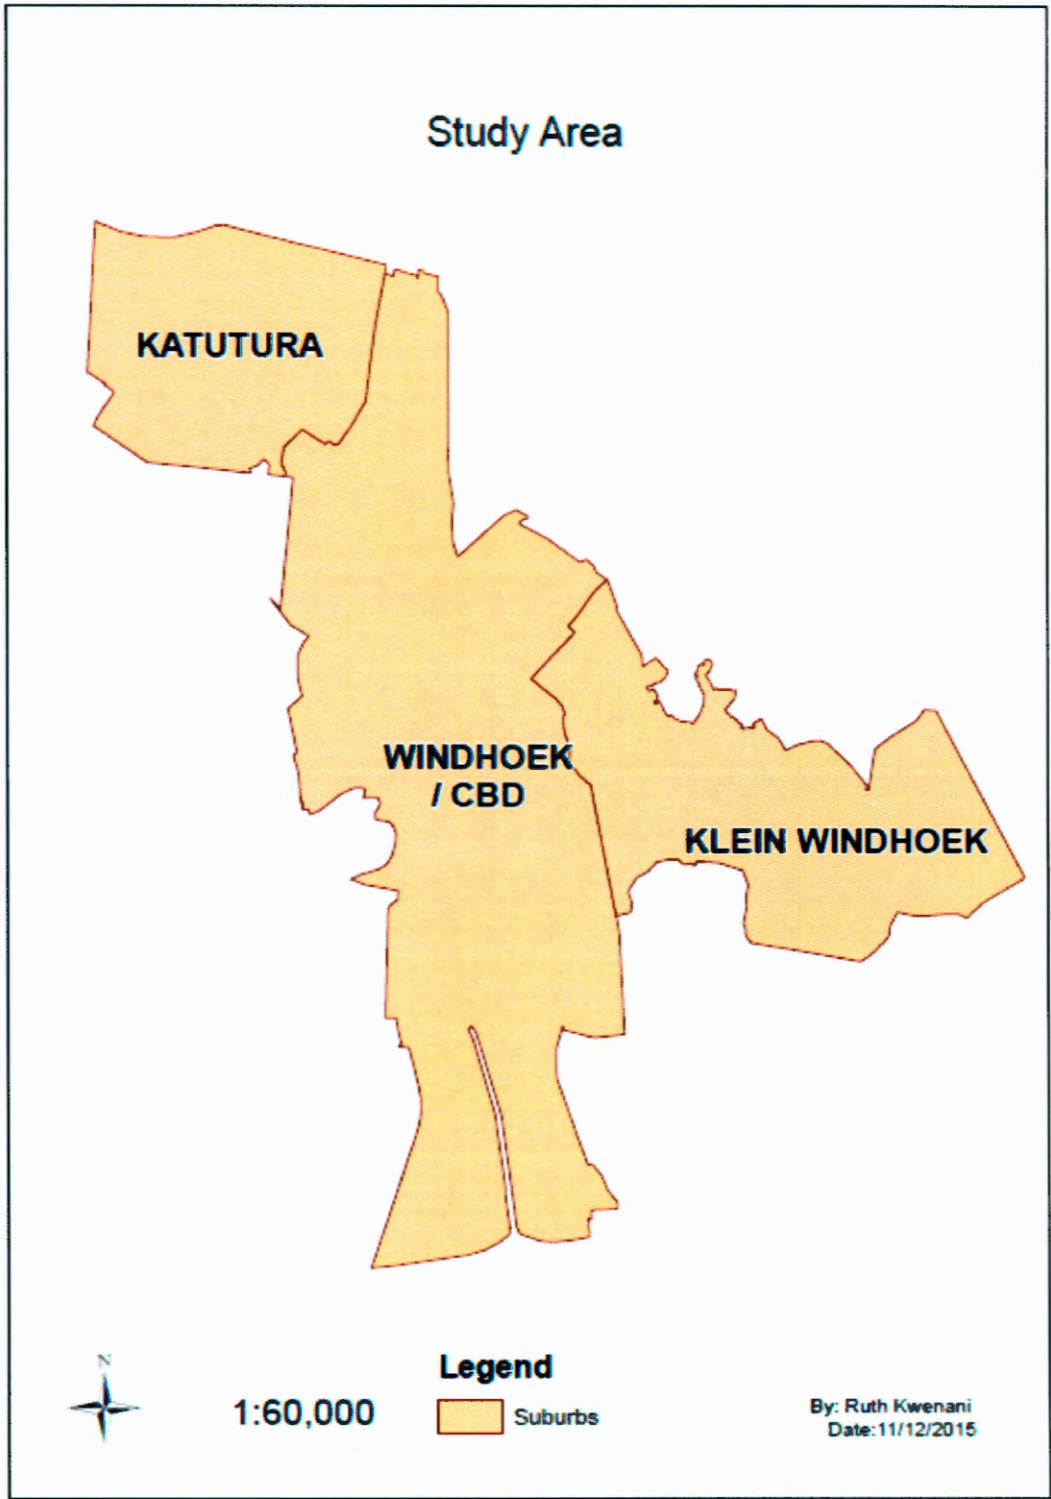 Study Area
KATUTURA
WINDHOEK
/ CBD
KLEIN WINDHOEK
N
1:60,000
Legend
Suburbs
By: Ruth Kwenani
Date:11/12/2015